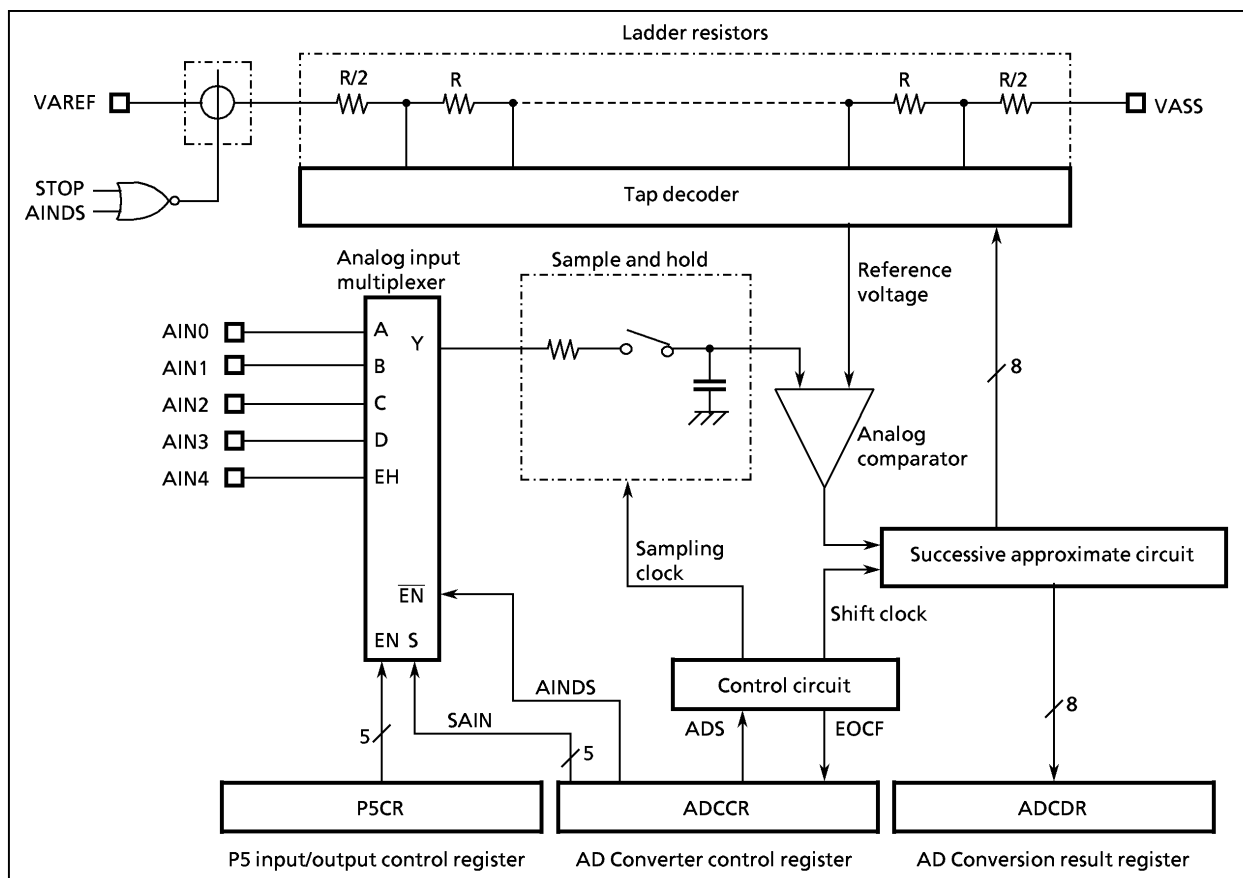 Ladder resistors
R/2
R
R
R/2
VAREF
VASS
STOP
AINDS
Tap decoder
Analog input
multiplexer
Sample and hold
Reference
voltage
AIN0
AIN1
AIN2
AIN3
AIN4
A
B
C
D
EH
Y
8
Analog
comparator
Sampling
clock
Successive approximate circuit
EN
EN S
Shift clock
Control circuit
AINDS
SAIN
ADS
EOCF
5
5
8
P5CR
ADCCR
ADCDR
P5 input/output control register
AD Converter control register
AD Conversion result register